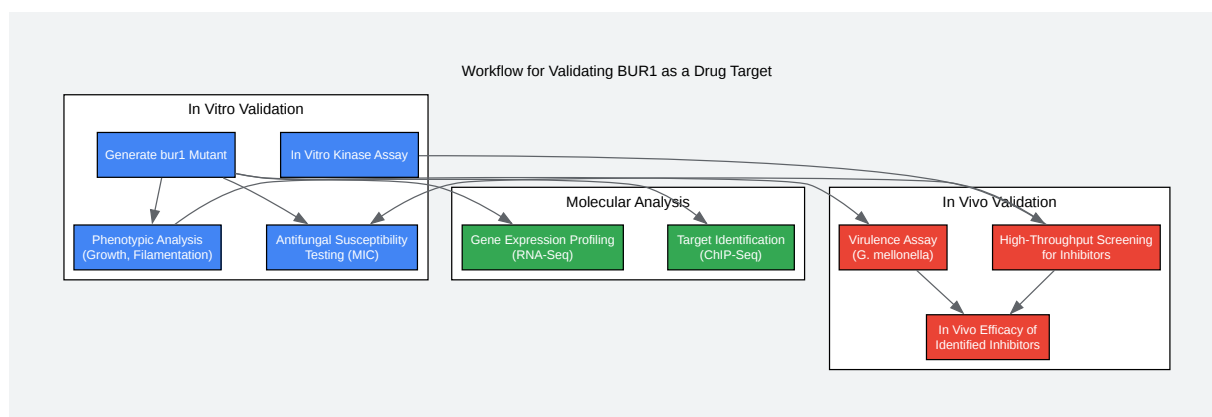 Workflow for Validating BUR1 as a Drug Target
In Vitro Validation
Generate bur1 Mutant
In Vitro Kinase Assay
Phenotypic Analysis
(Growth, Filamentation)
Antifungal Susceptibility
Testing (MIC)
Molecular Analysis
Gene Expression Profiling
(RNA-Seq)
Target Identification
(ChIP-Seq)
In Vivo Validation
Virulence Assay
(G. mellonella)
High-Throughput Screening
for Inhibitors
In Vivo Efficacy of
Identified Inhibitors